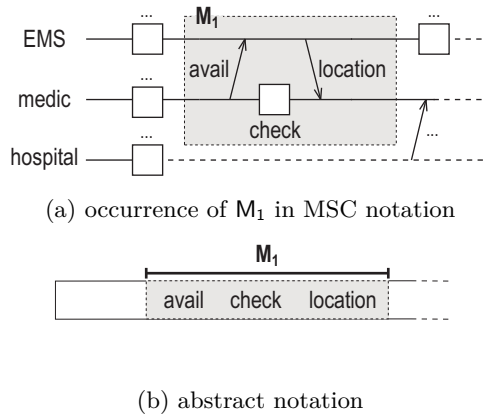 ... M₁ ...
EMS
avail location
... 
medic
check ...
...
hospital
(a) occurrence of M₁ in MSC notation
M₁
avail check location
(b) abstract notation